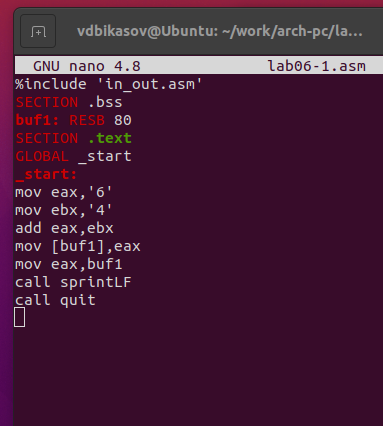 vdbikasov@Ubuntu: ~/work/arch-pc/la...
GNU nano 4.8 lab06-1.asm
%include 'in_out.asm'
SECTION .bss
buf1: RESB 80
SECTION .text
GLOBAL _start
_start:
mov eax,'6'
mov ebx,'4'
add eax,ebx
mov [buf1],eax
mov eax,buf1
call sprintLF
call quit